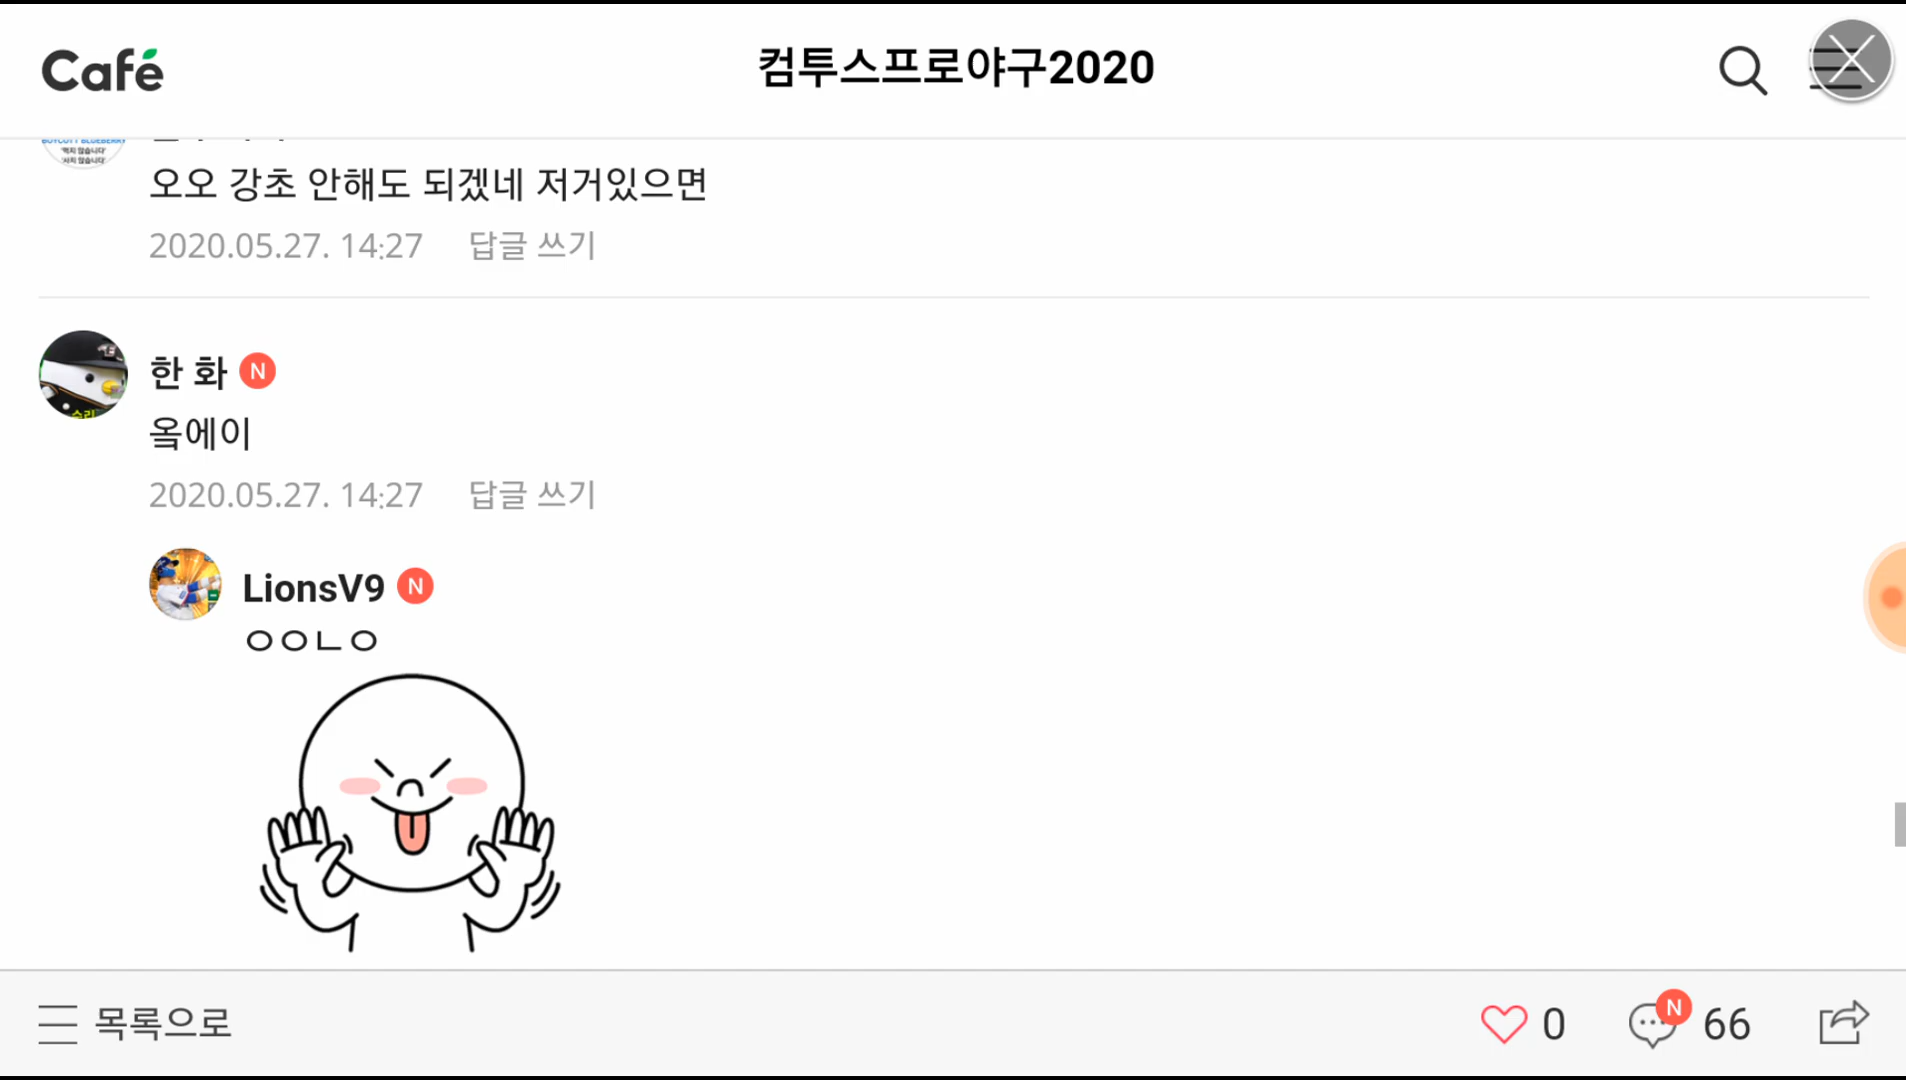 Café
컴투스프로야구2020
BOYCOTT BLUEBERRY
오오 강초 안해도 되겠네 저거있으면
2020.05.27. 14:27 답글 쓰기
한 화 N
옼에이
2020.05.27. 14:27 답글 쓰기
LionsV9 N
ㅇㅇㄴㅇ
목록으로
0
N
66